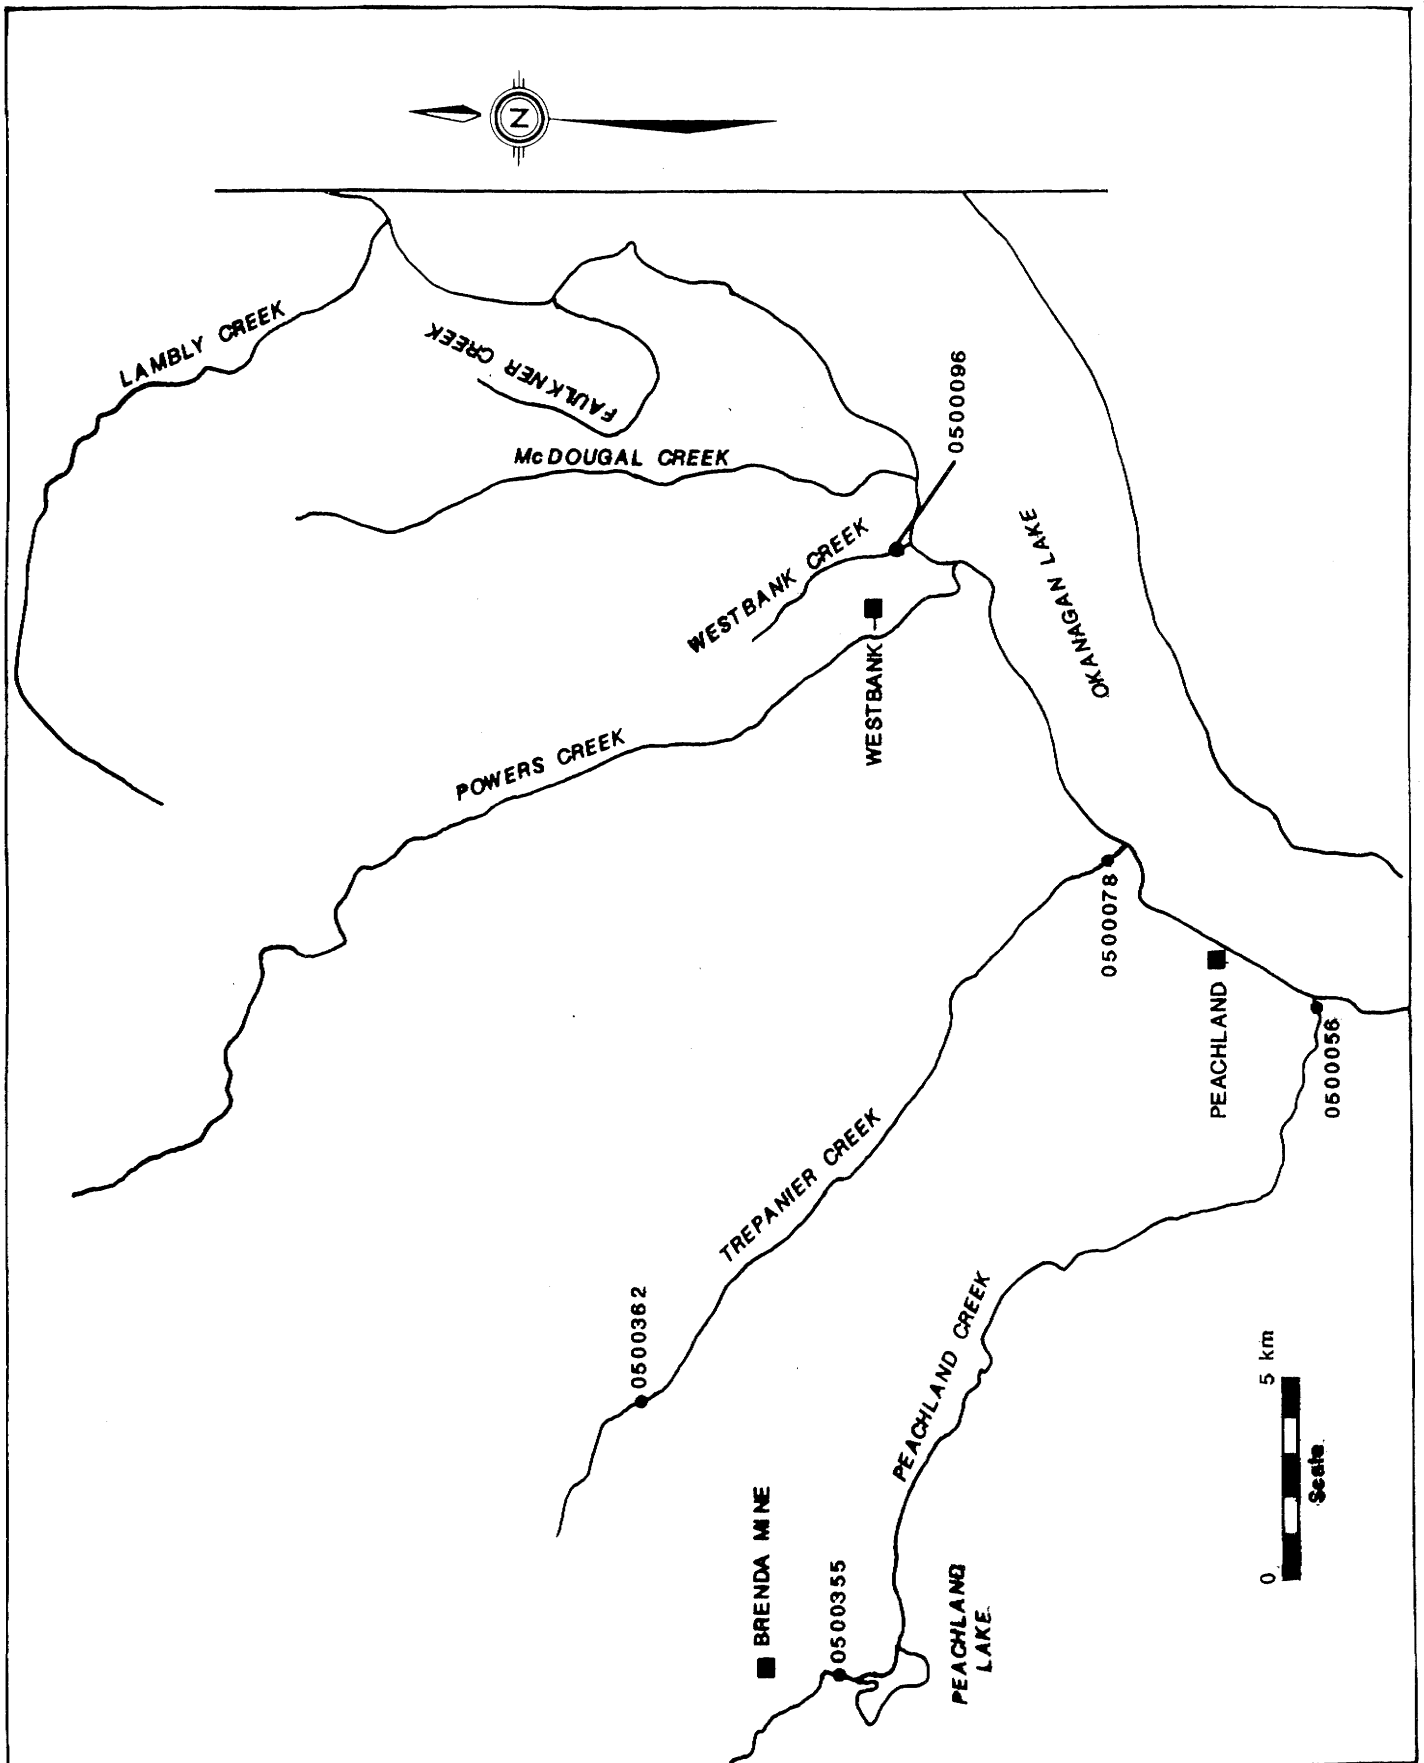 N
LAMBLY CREEK
FAULKNER CREEK
McDOUGAL CREEK
0500096
WESTBANK CREEK
OKANAGAN LAKE
WESTBANK
POWERS CREEK
0500078
PEACHLAND
0500056
TREPANIER CREEK
0500362
PEACHLAND CREEK
BRENDA MINE
0500355
PEACHLAND
LAKE
0 5 km
Scale